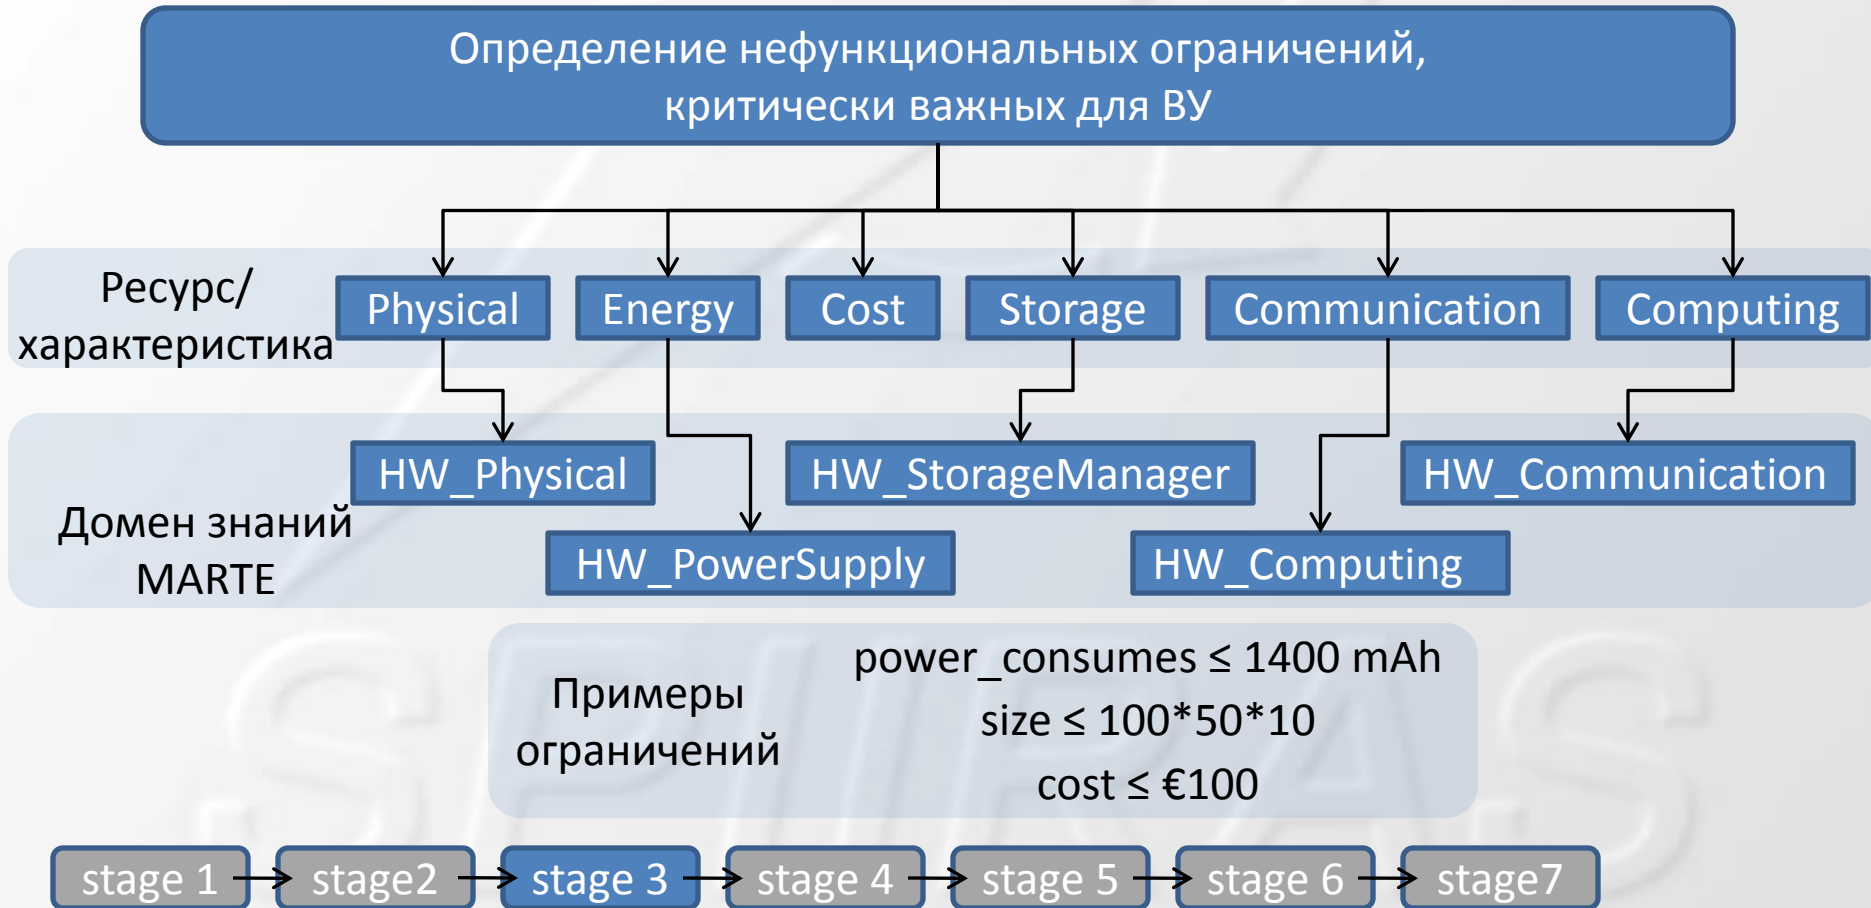 Определение нефункциональных ограничений,
критически важных для ВУ
Ресурс/
характеристика
Physical
Energy
Cost
Storage
Communication
Computing
Домен знаний
MARTE
HW_Physical
HW_StorageManager
HW_Communication
HW_PowerSupply
HW_Computing
Примеры
ограничений
power_consumes ≤ 1400 mAh
size ≤ 100*50*10
cost ≤ €100
SPIIRAS
stage 1
stage2
stage 3
stage 4
stage 5
stage 6
stage7